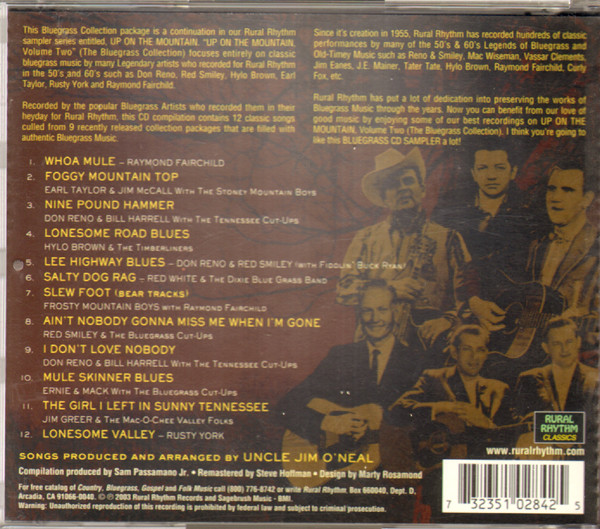 This Bluegrass Collection package is a continuation in our Rural Rhythm
sampler series entitled, UP ON THE MOUNTAIN. "UP ON THE MOUNTAIN,
Volume Two" (The Bluegrass Collection) focuses entirely on classic
bluegrass music by many Legendary artists who recorded for Rural Rhythm
in the 50's and 60's such as Don Reno, Red Smiley, Hylo Brown, Earl
Taylor, Rusty York and Raymond Fairchild.
Recorded by the popular Bluegrass Artists who recorded them in their
heyday for Rural Rhythm, this CD compilation contains 12 classic songs
culled from 9 recently released collection packages that are filled with
authentic Bluegrass Music.
Since it's creation in 1955, Rural Rhythm has recorded hundreds of classic
performances by many of the 50's & 60's Legends of Bluegrass and
Old-Timey Music such as Reno & Smiley, Mac Wiseman, Vassar Clements,
Jim Eanes, J.E. Mainer, Tater Tate, Hylo Brown, Raymond Fairchild, Curly
Fox, etc.
Rural Rhythm has put a lot of dedication into preserving the works of
Bluegrass Music through the years. Now you can benefit from our love of
good music by enjoying some of our best recordings on UP ON THE
MOUNTAIN, Volume Two (The Bluegrass Collection), I think you're going to
like this BLUEGRASS CD SAMPLER a lot!
1. WHOA MULE – RAYMOND FAIRCHILD
2. FOGGY MOUNTAIN TOP
EARL TAYLOR & JIM MCCALL WITH THE STONEY MOUNTAIN BOYS
3. NINE POUND HAMMER
DON RENO & BILL HARRELL WITH THE TENNESSEE CUT-UPS
4. LONESOME ROAD BLUES
HYLO BROWN & THE TIMBERLINERS
5. LEE HIGHWAY BLUES – DON RENO & RED SMILEY (WITH FIDDLIN' BUCK RYAN)
6. SALTY DOG RAG – RED WHITE & THE DIXIE BLUE GRASS BAND
7. SLEW FOOT (BEAR TRACKS)
FROSTY MOUNTAIN BOYS WITH RAYMOND FAIRCHILD
8. AIN'T NOBODY GONNA MISS ME WHEN I'M GONE
RED SMILEY & THE BLUEGRASS CUT-UPS
9. I DON'T LOVE NOBODY
DON RENO & BILL HARRELL WITH THE TENNESSEE CUT-UPS
10. MULE SKINNER BLUES
ERNIE & MACK WITH THE BLUEGRASS CUT-UPS
11. THE GIRL I LEFT IN SUNNY TENNESSEE
JIM GREER & THE MAC-O-CHEE VALLEY FOLKS
12. LONESOME VALLEY – RUSTY YORK
SONGS PRODUCED AND ARRANGED BY UNCLE JIM O'NEAL
Compilation produced by Sam Passamano Jr. • Remastered by Steve Hoffman • Design by Marty Rosamond
For free catalog of Country, Bluegrass, Gospel and Folk Music call (800) 776-8742 or write Rural Rhythm. Box 660040, Dept. D,
Arcadia, CA 91066-0040. © ℗ 2003 Rural Rhythm Records and Sagebrush Music - BMI.
Warning: Unauthorized reproduction of this recording is prohibited by federal law and subject to criminal prosecution.
RURAL
RHYTHM
CLASSICS
www.ruralrhythm.com
7 32351 02842 5